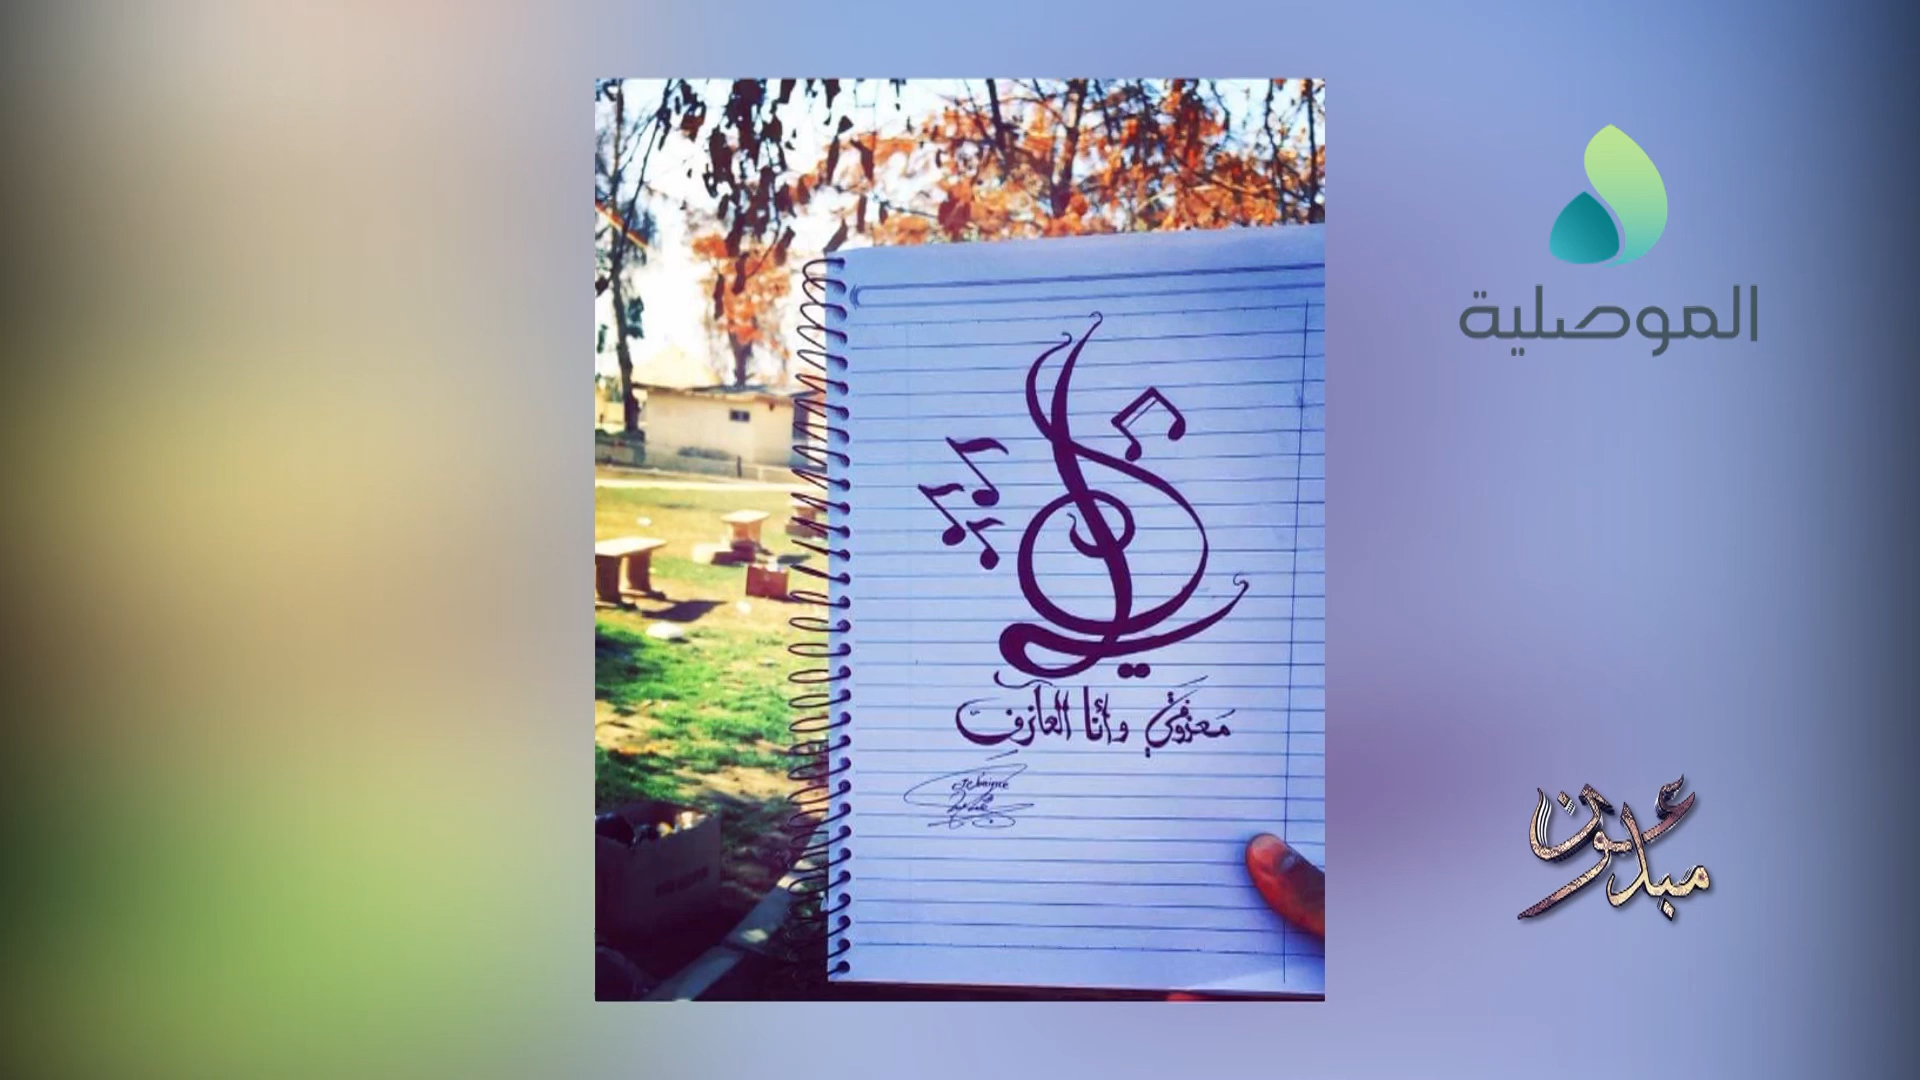 الموصلية
معزوفتي وأنا العازف
مبدعون